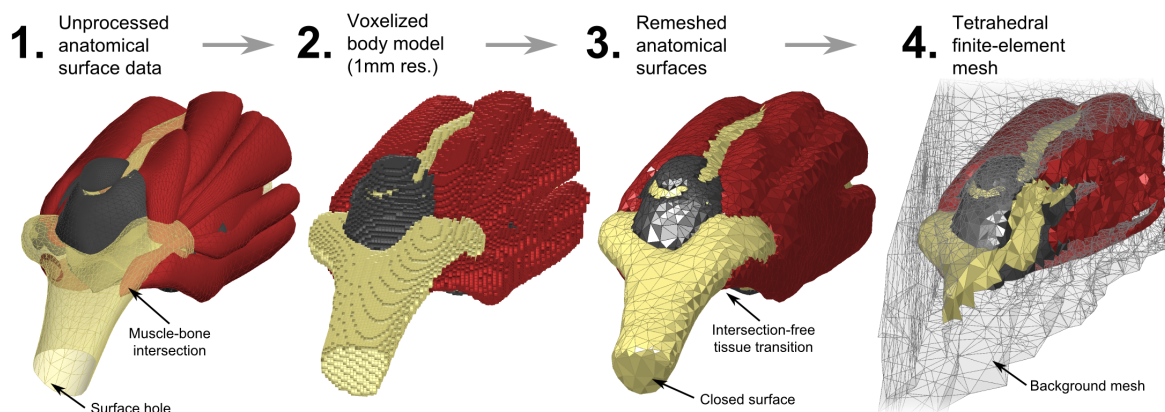 1. Unprocessed
anatomical
surface data
2. Voxelized
body model
(1mm res.)
3. Remeshed
anatomical
surfaces
4. Tetrahedral
finite-element
mesh
Muscle-bone
intersection
Surface hole
Intersection-free
tissue transition
Closed surface
Background mesh